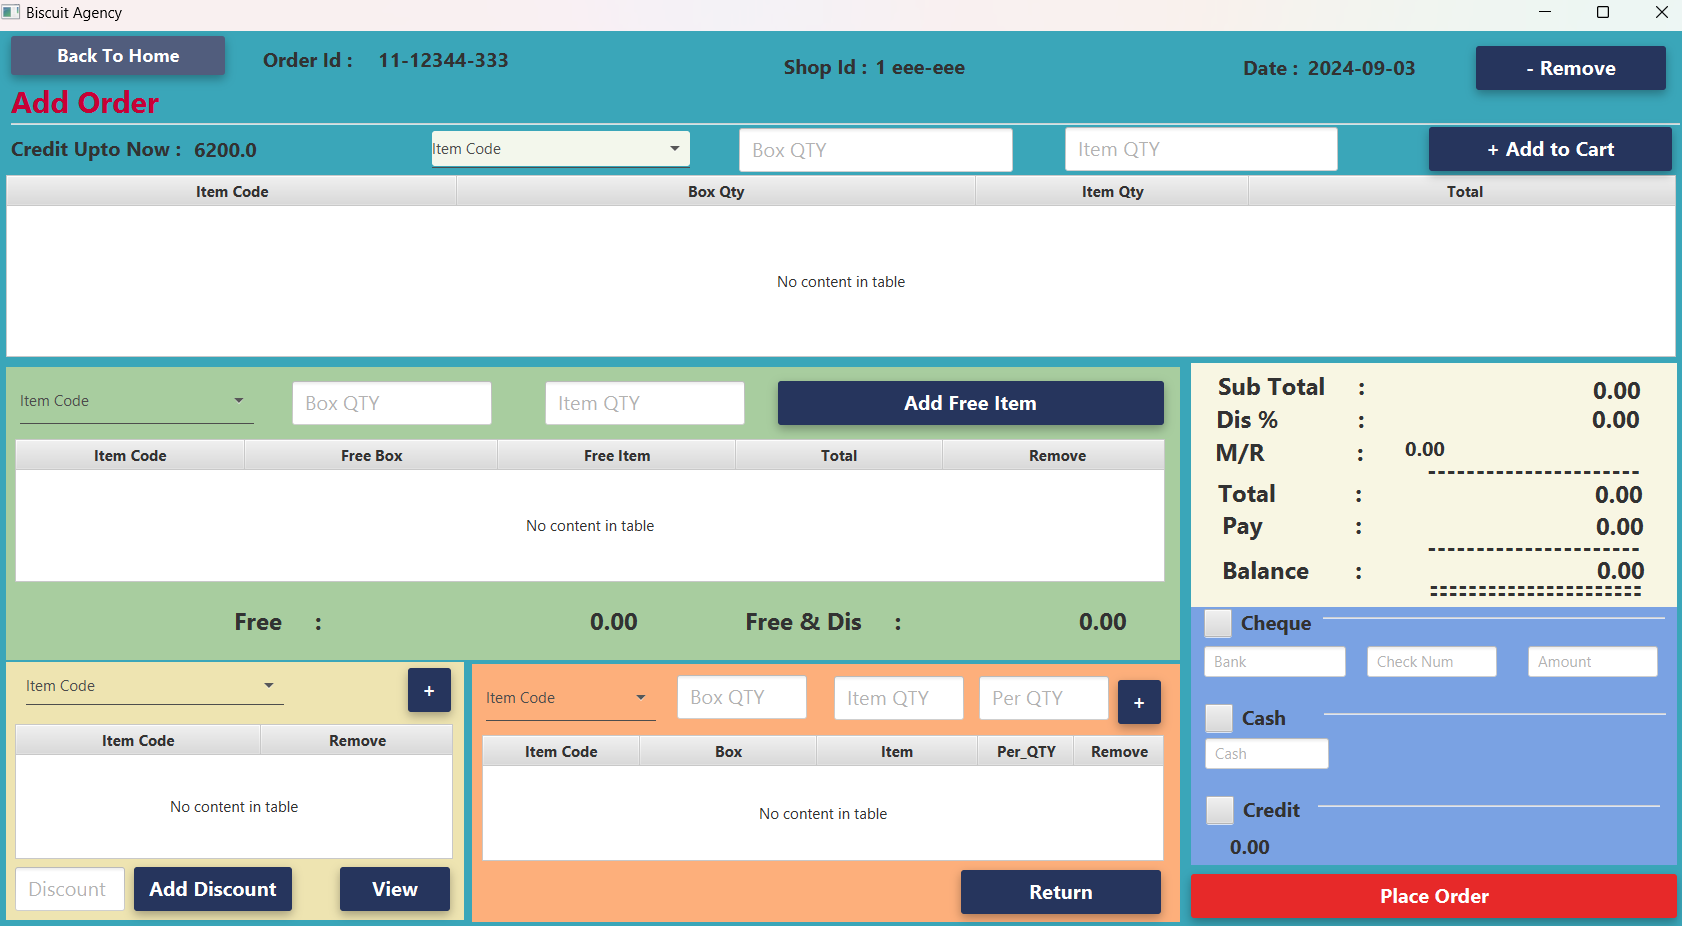 Biscuit Agency
Back To Home
Order Id : 11-12344-333
Shop Id : 1 eee-eee
Date : 2024-09-03
- Remove
Add Order
Credit Upto Now : 6200.0
Item Code
Box QTY
Item QTY
+ Add to Cart
Item Code Box Qty Item Qty Total
No content in table
Item Code
Box QTY
Item QTY
Add Free Item
Item Code Free Box Free Item Total Remove
No content in table
Free : 0.00 Free & Dis : 0.00
Item Code
+
Item Code Remove
No content in table
Discount
Add Discount
View
Item Code
Box QTY
Item QTY
Per QTY
+
Item Code Box Item Per_QTY Remove
No content in table
Return
Sub Total : 0.00
Dis % : 0.00
M/R : 0.00
----------------------
Total : 0.00
Pay : 0.00
----------------------
Balance : 0.00
======================
Cheque
Bank
Check Num
Amount
Cash
Cash
Credit
0.00
Place Order